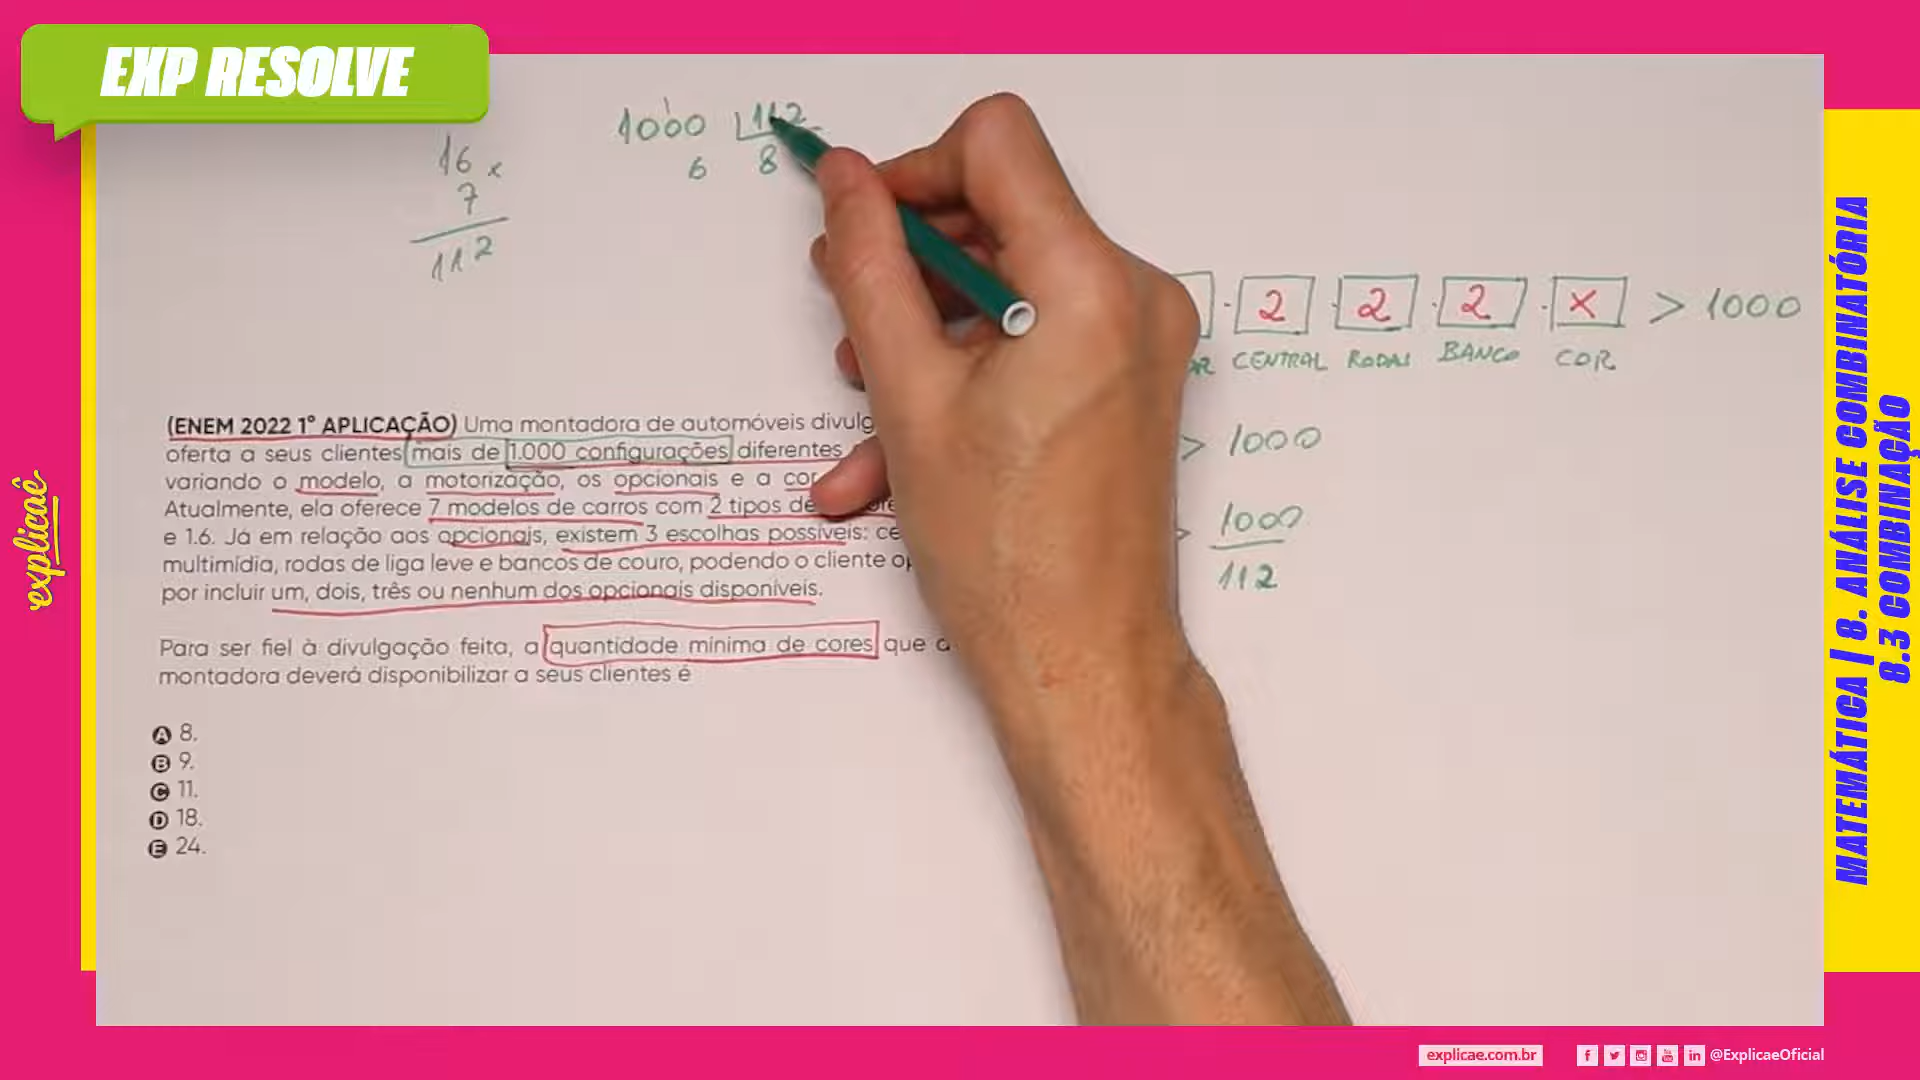 EXP RESOLVE
16 x
7
112
1000 112
6 8
2 · 2 · 2 · X > 1000
CENTRAL RODAS BANCO COR
> 1000
1000
112
(ENEM 2022 1º APLICAÇÃO) Uma montadora de automóveis
oferta a seus clientes mais de 1.000 configurações diferentes
variando o modelo, a motorização, os opcionais e a cor
Atualmente, ela oferece 7 modelos de carros com 2 tipos de
e 1.6. Já em relação aos opcionais, existem 3 escolhas possíveis:
multimídia, rodas de liga leve e bancos de couro, podendo o cliente
por incluir um, dois, três ou nenhum dos opcionais disponíveis.
Para ser fiel à divulgação feita, a quantidade mínima de cores que
montadora deverá disponibilizar a seus clientes é
A 8.
B 9.
C 11.
D 18.
E 24.
explicaê
MATEMÁTICA | 8. ANÁLISE COMBINATÓRIA
8.3 COMBINAÇÃO
explicae.com.br
@ExplicaeOficial